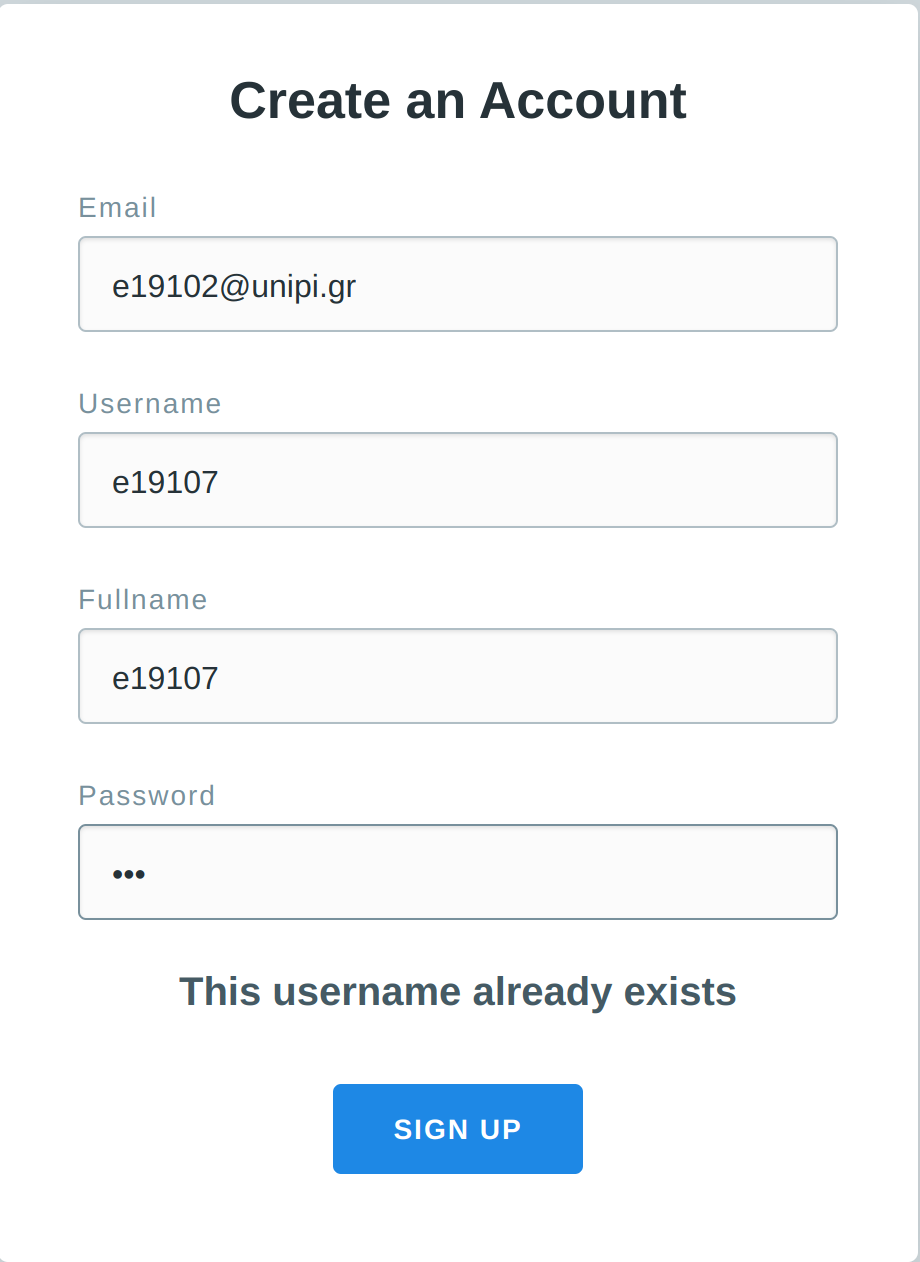 Create an Account
Email
e19102@unipi.gr
Username
e19107
Fullname
e19107
Password
•••
This username already exists
SIGN UP